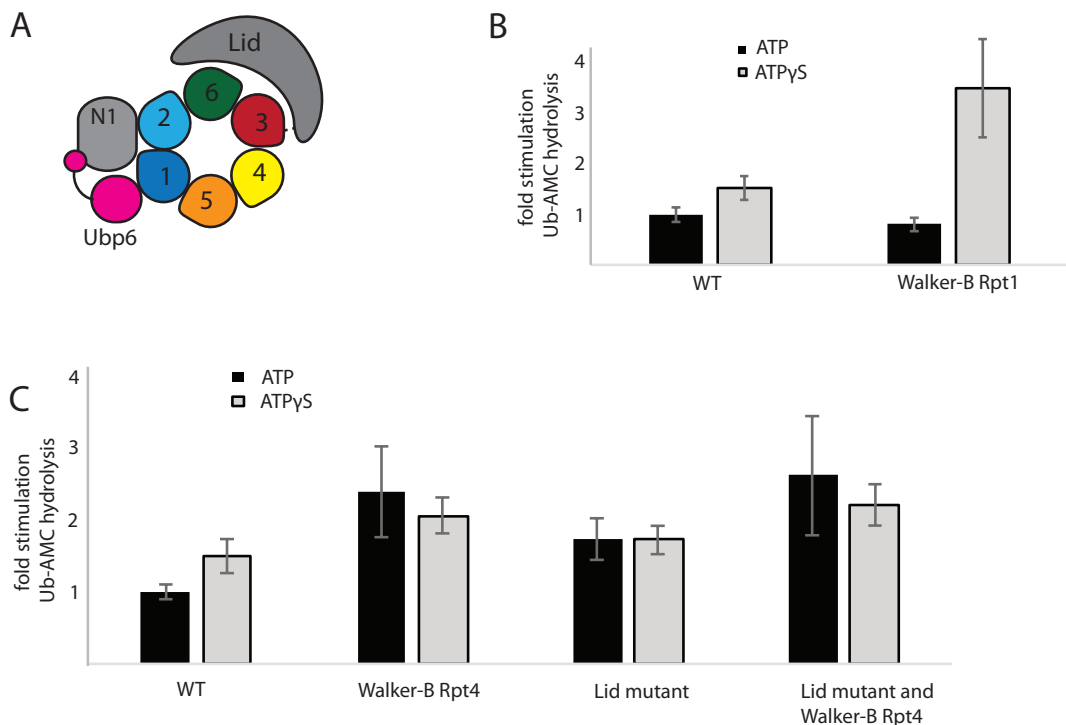 A
Lid
N1
2
6
3
1
4
5
Ubp6
B
ATP
ATPγS
fold stimulation
Ub-AMC hydrolysis
4
3
2
1
WT
Walker-B Rpt1
C
ATP
ATPγS
fold stimulation
Ub-AMC hydrolysis
4
3
2
1
WT
Walker-B Rpt4
Lid mutant
Lid mutant and
Walker-B Rpt4